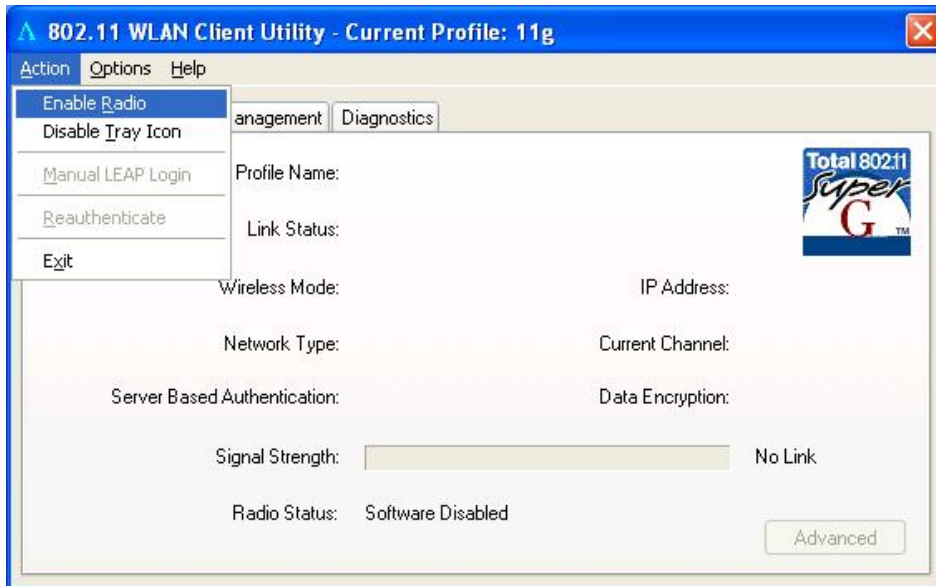 802.11 WLAN Client Utility - Current Profile: 11g
Action Options Help
Enable Radio
Disable Tray Icon
Manual LEAP Login
Reauthenticate
Exit
anagement Diagnostics
Total 802.11
Super
G TM
Profile Name:
Link Status:
Wireless Mode: IP Address:
Network Type: Current Channel:
Server Based Authentication: Data Encryption:
Signal Strength: No Link
Radio Status: Software Disabled
Advanced